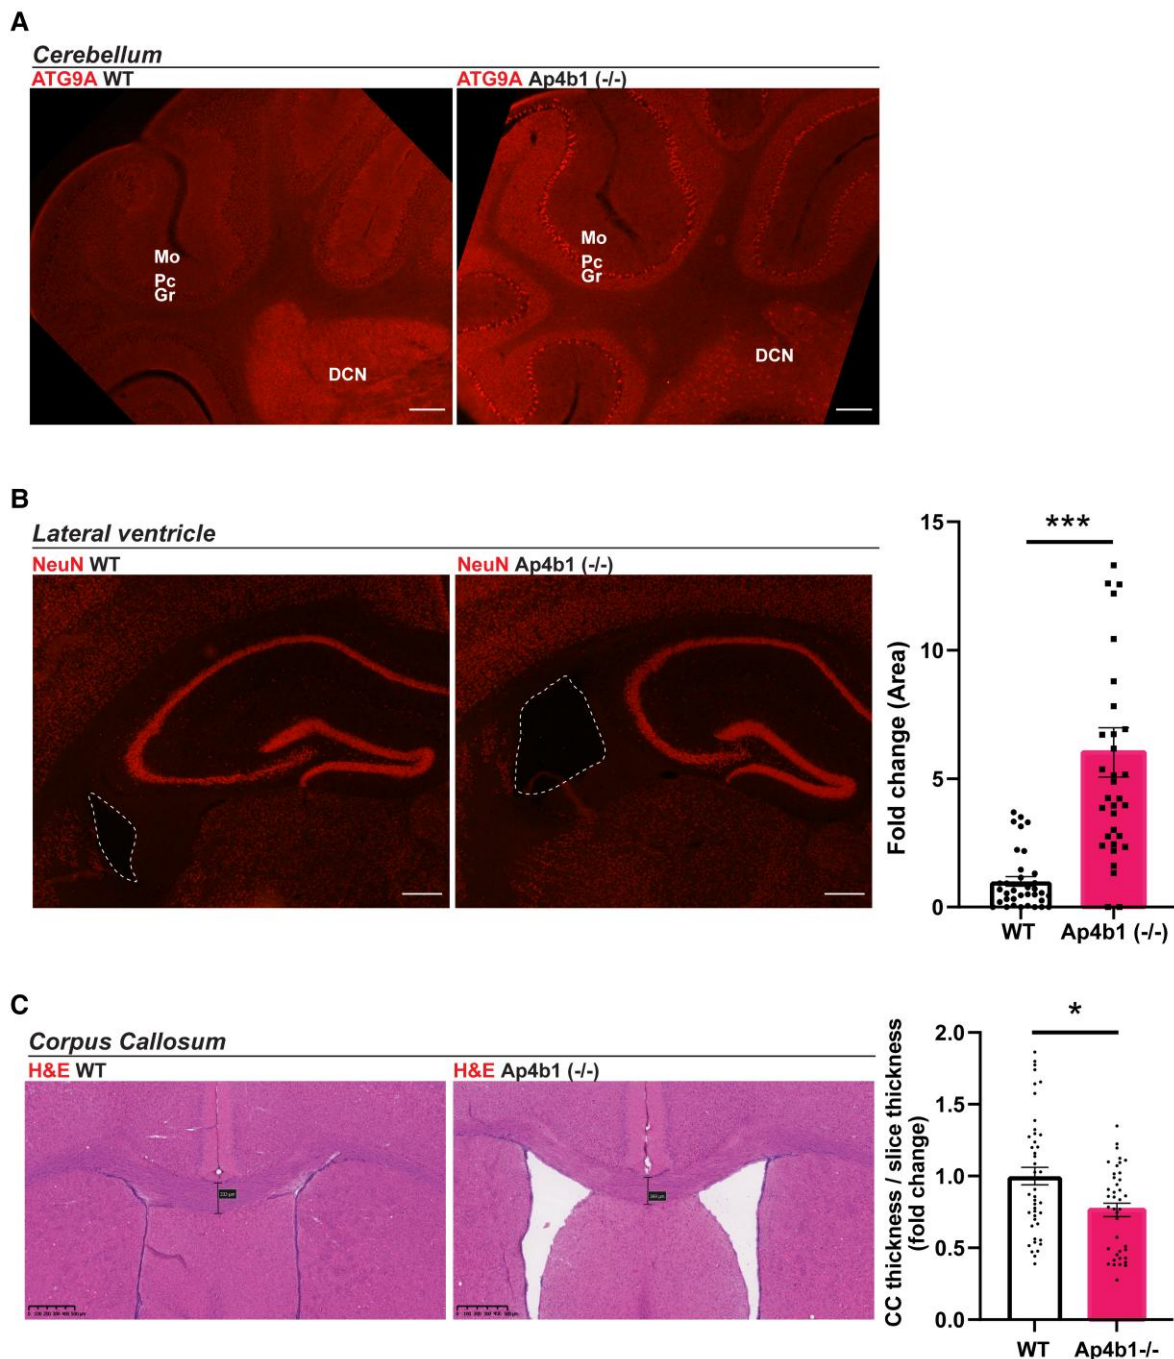 A
Cerebellum
ATG9A WT
ATG9A Ap4b1 (-/-)
Mo
Pc
Gr
DCN
Mo
Pc
Gr
DCN
B
Lateral ventricle
NeuN WT
NeuN Ap4b1 (-/-)
Fold change (Area)
15
10
5
0
***
WT
Ap4b1 (-/-)
C
Corpus Callosum
H&E WT
H&E Ap4b1 (-/-)
CC thickness / slice thickness
(fold change)
2.0
1.5
1.0
0.5
0.0
*
WT
Ap4b1-/-